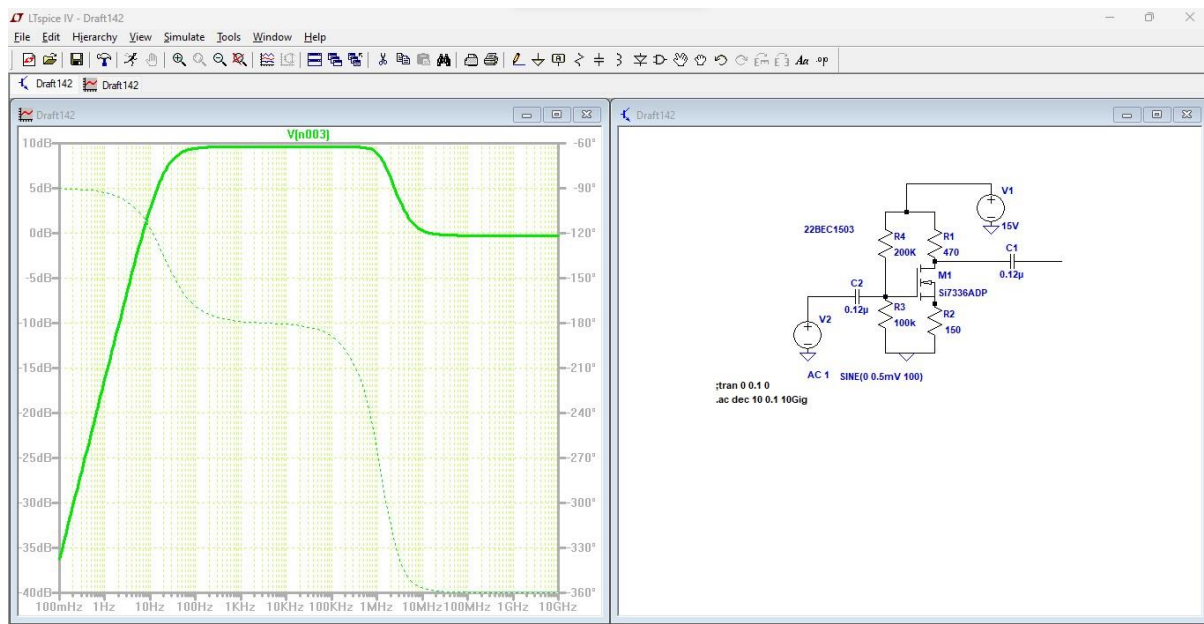 LTspice IV - Draft142
File Edit Hierarchy View Simulate Tools Window Help
Aa .op
Draft142 Draft142
Draft142
V(n003)
10dB
5dB
0dB
-5dB
-10dB
-15dB
-20dB
-25dB
-30dB
-35dB
-40dB
-60°
-90°
-120°
-150°
-180°
-210°
-240°
-270°
-300°
-330°
-360°
100mHz 1Hz 10Hz 100Hz 1KHz 10KHz 100KHz 1MHz 10MHz 100MHz 1GHz 10GHz
Draft142
V1
15V
22BEC1503
R4
200K
R1
470
C1
0.12µ
M1
Si7336ADP
C2
0.12µ
R3
100k
R2
150
V2
AC 1 SINE(0 0.5mV 100)
;tran 0 0.1 0
.ac dec 10 0.1 10Gig